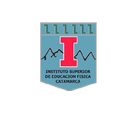 I
INSTITUTO SUPERIOR
DE EDUCACION FISICA
CATAMARCA